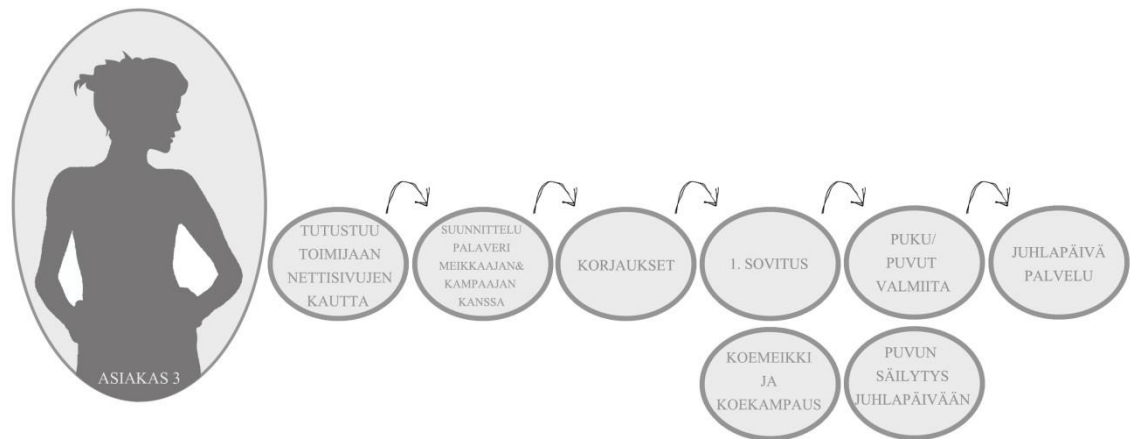 TUTUSTUU
TOIMIJAAN
NETTISIVUJEN
KAUTTA
SUUNNITTELU
PALAVERI
MEIKKAAJAN&
KAMPAAJAN
KANSSA
KORJAUKSET
1. SOVITUS
PUKU/
PUVUT
VALMIITA
JUHLAPÄIVÄ
PALVELU
KOEMEIKKI
JA
KOEKAMPAUS
PUVUN
SÄILYTYS
JUHLAPÄIVÄÄN
ASIAKAS 3